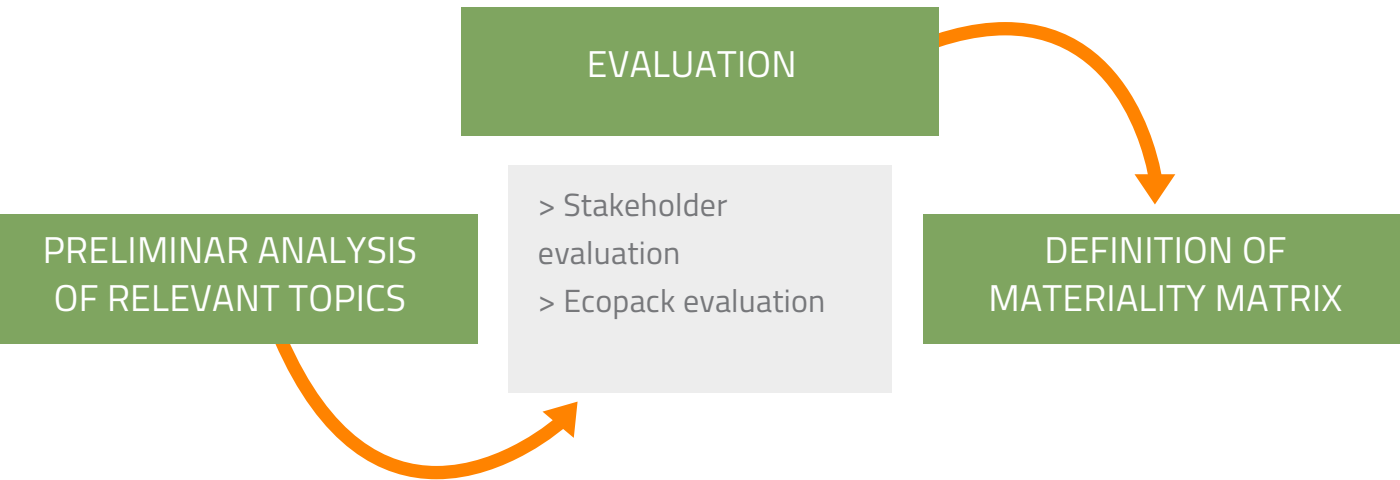 EVALUATION
> Stakeholder
evaluation
> Ecopack evaluation
PRELIMINAR ANALYSIS
OF RELEVANT TOPICS
DEFINITION OF
MATERIALITY MATRIX